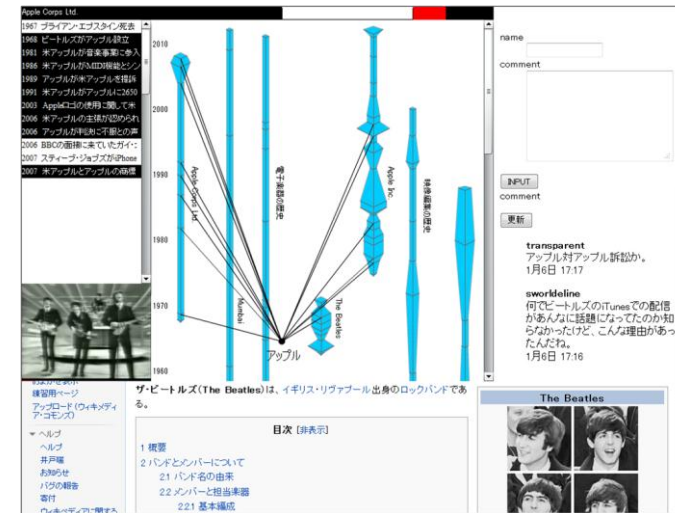 Apple Corps Ltd.
1967 ブライアン・エプスタイン死去
1968 ビートルズがアップル設立
1981 米アップルが音楽事業に参入
1986 米アップルがMIDI機能とシン
1989 アップルが米アップルを提訴
1991 米アップルがアップルに2650
2003 Appleロゴの使用に関して米
2006 米アップルの主張が認められ
2006 アップルが判決に不服との声
2006 BBCの面接に来ていたガイ・
2007 スティーブ・ジョブズがiPhone
2007 米アップルとアップルの商標
2010
2000
1990
1980
1970
1960
Apple Corps Ltd.
Mumbai
電子楽器の歴史
The Beatles
Apple Inc.
映像編集の歴史
アップル
name
comment
INPUT
comment
更新
transparent
アップル対アップル訴訟か。
1月6日 17:17
sworldeline
何でビートルズのiTunesでの配信
があんなに話題になってたのか知
らなかったけど、こんな理由があっ
たんだね。
1月6日 17:16
練習用ページ
アップロード (ウィキメディ
ア・コモンズ)
ヘルプ
ヘルプ
井戸端
お知らせ
バグの報告
寄付
ウィキペディアに関する
ザ・ビートルズ(The Beatles)は、イギリス・リヴァプール出身のロックバンドであ
る。
目次 [非表示]
1 概要
2 バンドとメンバーについて
2.1 バンド名の由来
2.2 メンバーと担当楽器
2.2.1 基本編成
The Beatles